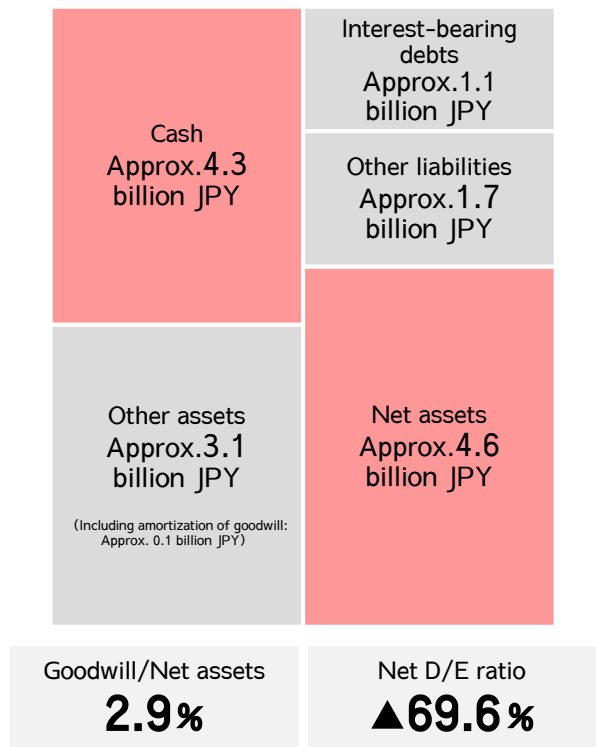 Cash
Approx.4.3
billion JPY
Interest-bearing
debts
Approx.1.1
billion JPY
Other liabilities
Approx.1.7
billion JPY
Other assets
Approx.3.1
billion JPY
(Including amortization of goodwill:
Approx. 0.1 billion JPY)
Net assets
Approx.4.6
billion JPY
Goodwill/Net assets
2.9%
Net D/E ratio
▲69.6%